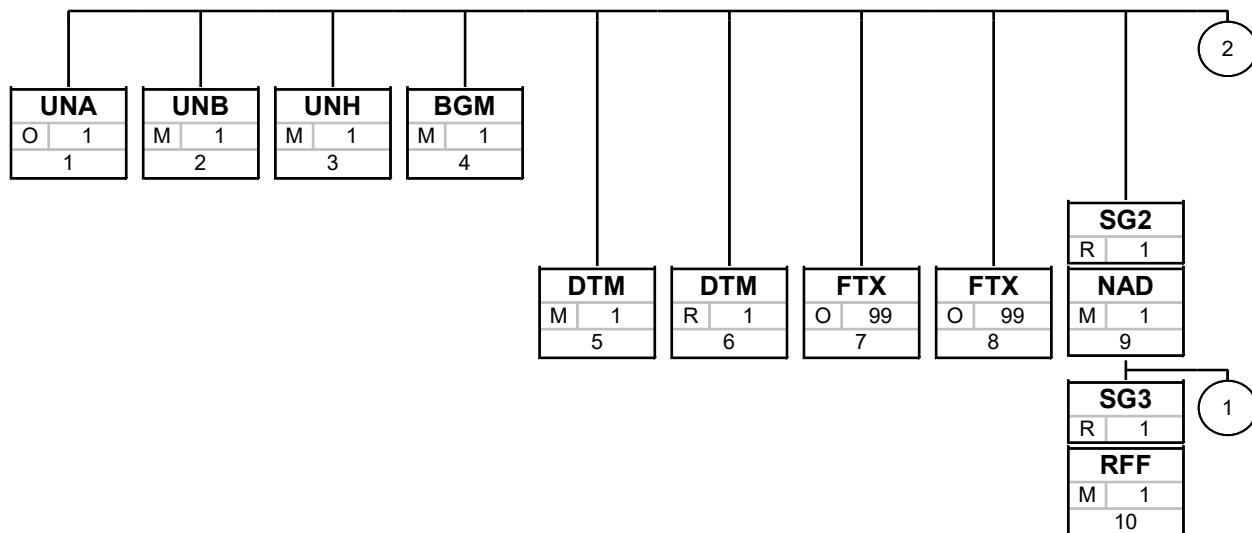 2
UNA UNB UNH BGM
O 1 M 1 M 1 M 1
1 2 3 4
SG2
R 1
DTM DTM FTX FTX NAD
M 1 R 1 O 99 O 99 M 1
5 6 7 8 9
SG3
R 1
1
RFF
M 1
10